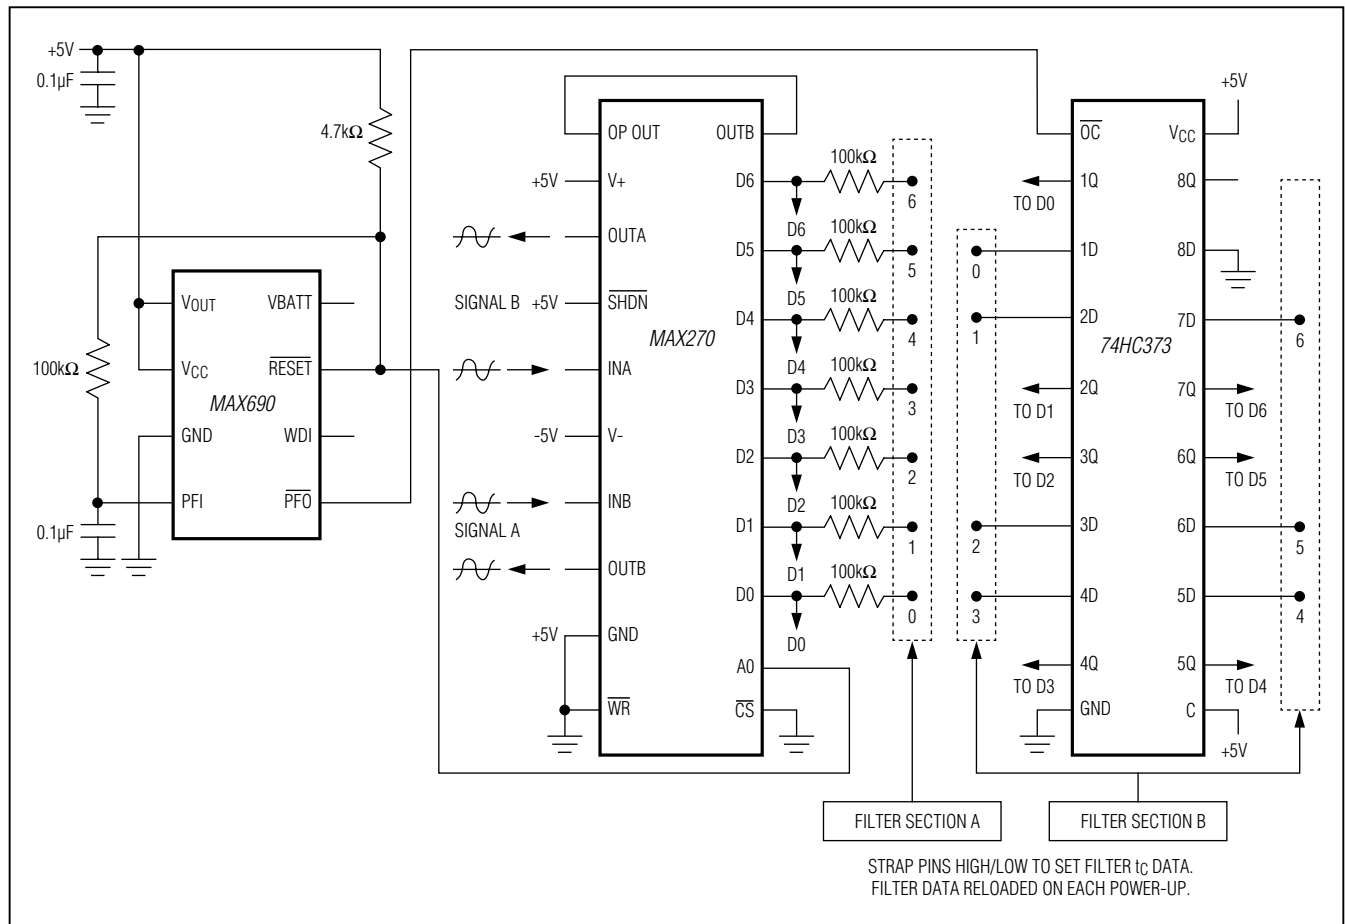 +5V
0.1µF
4.7kΩ
100kΩ
0.1µF
VOUT
VCC
GND
PFI
VBATT
RESET
WDI
PFO
MAX690
+5V
SIGNAL B +5V
-5V
SIGNAL A
+5V
OP OUT
V+
OUTA
SHDN
INA
V-
INB
OUTB
GND
WR
MAX270
OUTB
D6
D5
D4
D3
D2
D1
D0
A0
CS
100kΩ
D6
6
100kΩ
D5
5
100kΩ
D4
4
100kΩ
D3
3
100kΩ
D2
2
100kΩ
D1
1
100kΩ
D0
0
0
1
2
3
TO D0
TO D1
TO D2
TO D3
OC
1Q
1D
2D
2Q
3Q
3D
4D
4Q
GND
74HC373
VCC
8Q
8D
7D
7Q
6Q
6D
5D
5Q
C
+5V
TO D6
TO D5
TO D4
+5V
6
5
4
FILTER SECTION A
FILTER SECTION B
STRAP PINS HIGH/LOW TO SET FILTER tC DATA.
FILTER DATA RELOADED ON EACH POWER-UP.